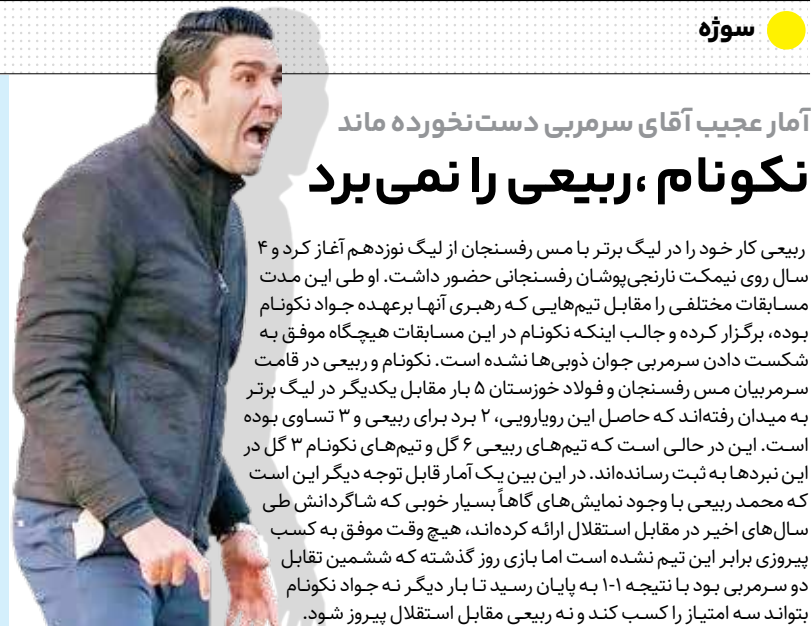 سوژه
آمار عجیب آقای سرمربی دست‌نخورده ماند
نکونام ،ربیعی را نمی‌برد
ربیعی کار خود را در لیگ برتر با مس رفسنجان از لیگ نوزدهم آغاز کرد و ۴
سال روی نیمکت نارنجی‌پوشان رفسنجانی حضور داشت. او طی این مدت
مسابقات مختلفی را مقابل تیم‌هایی که رهبری آنها برعهده جواد نکونام
بوده، برگزار کرده و جالب اینکه نکونام در این مسابقات هیچگاه موفق به
شکست دادن سرمربی جوان ذوبی‌ها نشده است. نکونام و ربیعی در قامت
سرمربیان مس رفسنجان و فولاد خوزستان ۵ بار مقابل یکدیگر در لیگ برتر
به میدان رفته‌اند که حاصل این رویارویی، ۲ برد برای ربیعی و ۳ تساوی بوده
است. این در حالی است که تیم‌های ربیعی ۶ گل و تیم‌های نکونام ۳ گل در
این نبردها به ثبت رسانده‌اند. در این بین یک آمار قابل توجه دیگر این است
که محمد ربیعی با وجود نمایش‌های گاهاً بسیار خوبی که شاگردانش طی
سال‌های اخیر در مقابل استقلال ارائه کرده‌اند، هیچ وقت موفق به کسب
پیروزی برابر این تیم نشده است اما بازی روز گذشته که ششمین تقابل
دو سرمربی بود با نتیجه ۱-۱ به پایان رسید تا بار دیگر نه جواد نکونام
بتواند سه امتیاز را کسب کند و نه ربیعی مقابل استقلال پیروز شود.